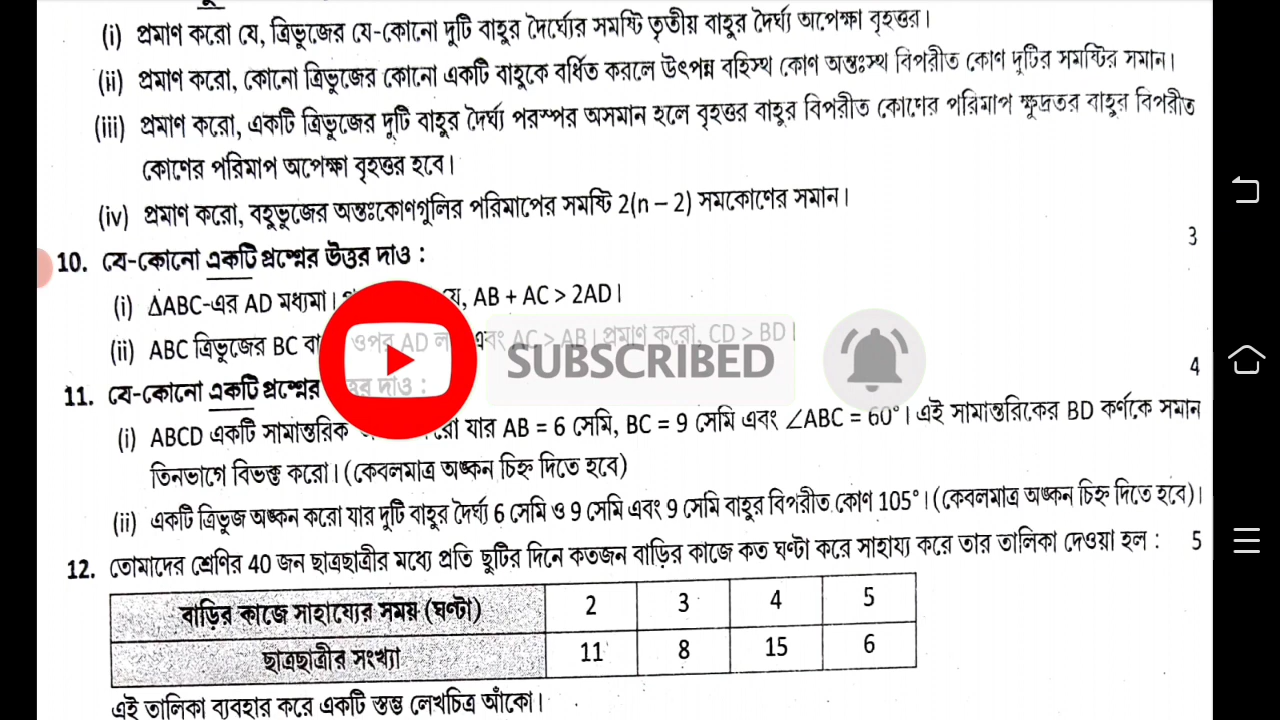 (i) প্রমাণ করো যে, ত্রিভুজের যে-কোনো দুটি বাহুর দৈর্ঘ্যের সমষ্টি তৃতীয় বাহুর দৈর্ঘ্য অপেক্ষা বৃহত্তর।
(ii) প্রমাণ করো, কোনো ত্রিভুজের কোনো একটি বাহুকে বর্ধিত করলে উৎপন্ন বহিস্থ কোণ অন্তঃস্থ বিপরীত কোণ দুটির সমষ্টির সমান।
(iii) প্রমাণ করো, একটি ত্রিভুজের দুটি বাহুর দৈর্ঘ্য পরস্পর অসমান হলে বৃহত্তর বাহুর বিপরীত কোণের পরিমাপ ক্ষুদ্রতর বাহুর বিপরীত
কোণের পরিমাপ অপেক্ষা বৃহত্তর হবে।
(iv) প্রমাণ করো, বহুভুজের অন্তঃকোণগুলির পরিমাপের সমষ্টি 2(n – 2) সমকোণের সমান।
10. যে-কোনো একটি প্রশ্নের উত্তর দাও : 3
(i) ΔABC-এর AD মধ্যমা। যে, AB + AC > 2AD।
(ii) ABC ত্রিভুজের BC ওপর AD এবং AC > AB। প্রমাণ করো, CD > BD।
SUBSCRIBED
11. যে-কোনো একটি প্রশ্নের উত্তর দাও : 4
(i) ABCD একটি সামান্তরিক যার AB = 6 সেমি, BC = 9 সেমি এবং ∠ABC = 60°। এই সামান্তরিকের BD কর্ণকে সমান
তিনভাগে বিভক্ত করো। (কেবলমাত্র অঙ্কন চিহ্ন দিতে হবে)
(ii) একটি ত্রিভুজ অঙ্কন করো যার দুটি বাহুর দৈর্ঘ্য 6 সেমি ও 9 সেমি এবং 9 সেমি বাহুর বিপরীত কোণ 105°। (কেবলমাত্র অঙ্কন চিহ্ন দিতে হবে)।
12. তোমাদের শ্রেণির 40 জন ছাত্রছাত্রীর মধ্যে প্রতি ছুটির দিনে কতজন বাড়ির কাজে কত ঘণ্টা করে সাহায্য করে তার তালিকা দেওয়া হল : 5
বাড়ির কাজে সাহায্যের সময় (ঘণ্টা) 2 3 4 5
ছাত্রছাত্রীর সংখ্যা 11 8 15 6
এই তালিকা ব্যবহার করে একটি স্তম্ভ লেখচিত্র আঁকো।